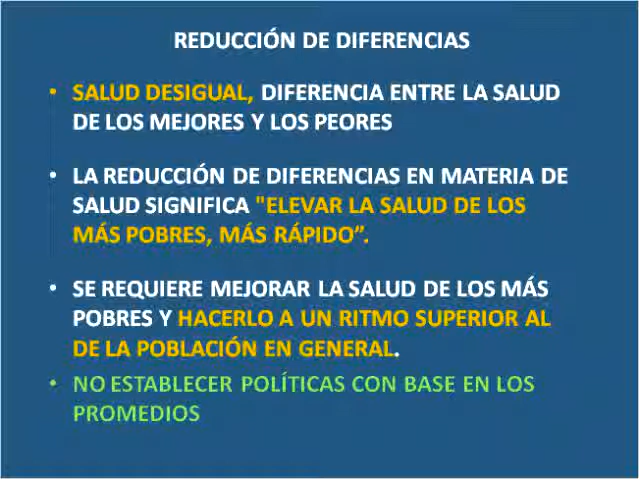 REDUCCIÓN DE DIFERENCIAS
• SALUD DESIGUAL, DIFERENCIA ENTRE LA SALUD
DE LOS MEJORES Y LOS PEORES
• LA REDUCCIÓN DE DIFERENCIAS EN MATERIA DE
SALUD SIGNIFICA "ELEVAR LA SALUD DE LOS
MÁS POBRES, MÁS RÁPIDO”.
• SE REQUIERE MEJORAR LA SALUD DE LOS MÁS
POBRES Y HACERLO A UN RITMO SUPERIOR AL
DE LA POBLACIÓN EN GENERAL.
• NO ESTABLECER POLÍTICAS CON BASE EN LOS
PROMEDIOS